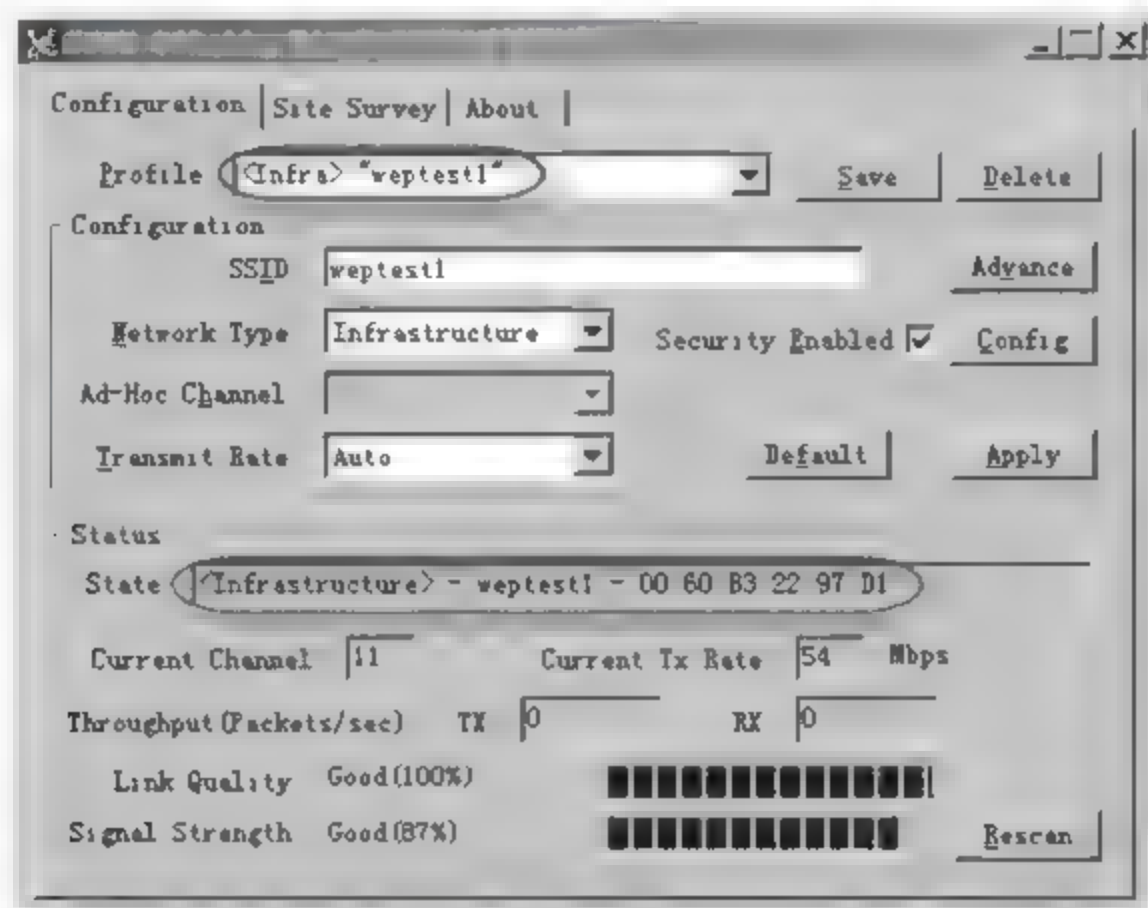 Configuration Site Survey About
Profile <Infra> "weptest1" Save Delete
Configuration
SSID weptest1 Advance
Network Type Infrastructure Security Enabled Config
Ad-Hoc Channel
Transmit Rate Auto Default Apply
Status
State <Infrastructure> - weptest1 - 00 60 B3 22 97 D1
Current Channel 11 Current Tx Rate 54 Mbps
Throughput(Packets/sec) TX 0 RX 0
Link Quality Good(100%)
Signal Strength Good(87%) Rescan